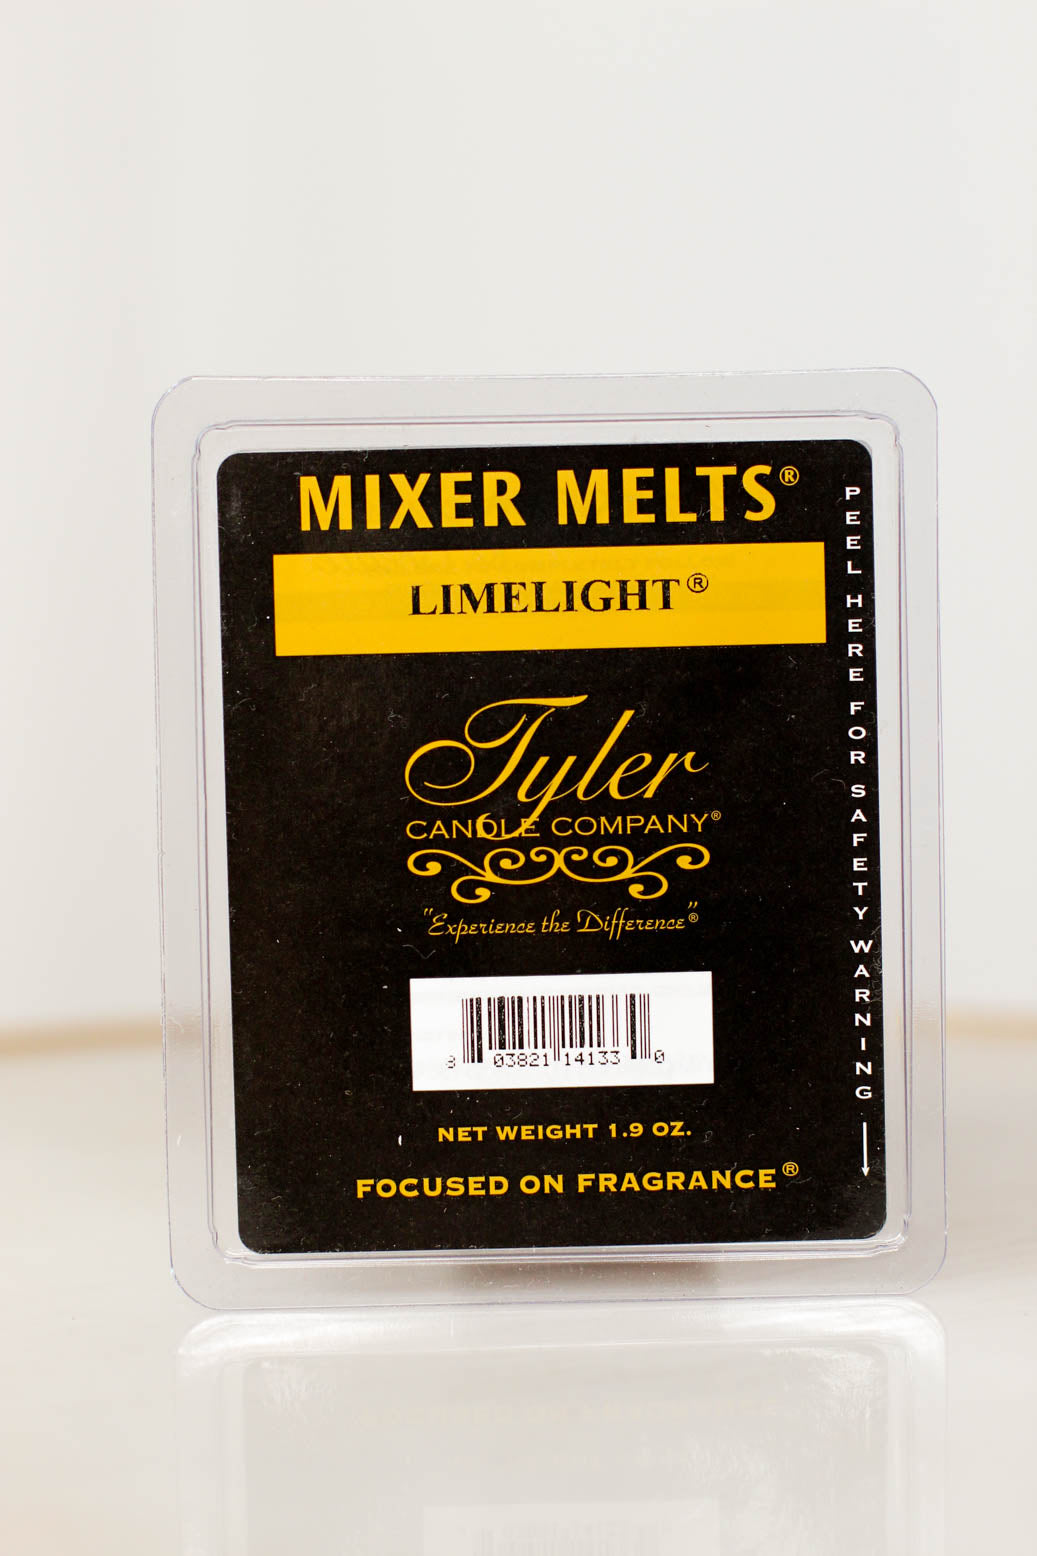 MIXER MELTS®
LIMELIGHT®
Tyler
CANDLE COMPANY®
"Experience the Difference"®
8 03821 14133 0
NET WEIGHT 1.9 OZ.
FOCUSED ON FRAGRANCE®
PEEL HERE FOR SAFETY WARNING